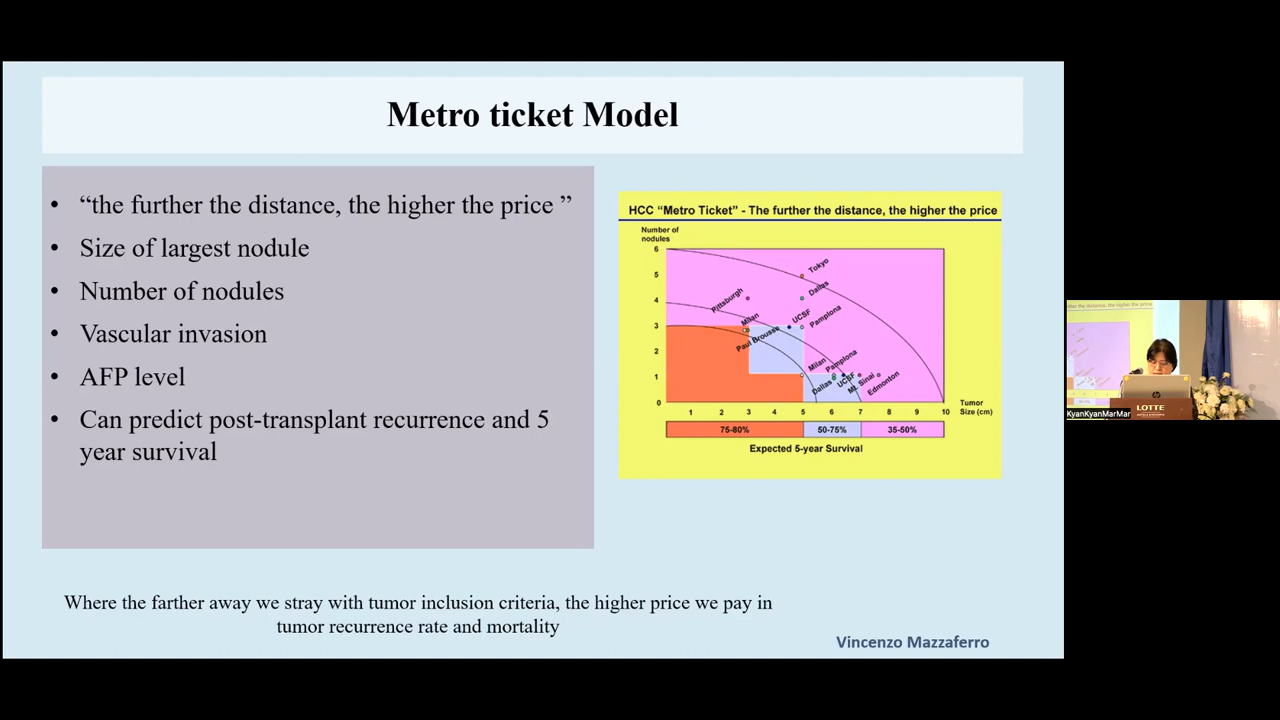 Metro ticket Model
• “the further the distance, the higher the price ”
• Size of largest nodule
• Number of nodules
• Vascular invasion
• AFP level
• Can predict post-transplant recurrence and 5
year survival
HCC “Metro Ticket” - The further the distance, the higher the price
Number of
nodules
6
5
4
3
2
1
0
Tokyo
Dallas
Pittsburgh
Milan
UCSF
Pamplona
Paul Brousse
Milan
Pamplona
Dallas
UCSF
Mt. Sinai
Edmonton
1 2 3 4 5 6 7 8 9 10
Tumor
Size (cm)
75-80% 50-75% 35-50%
Expected 5-year Survival
Where the farther away we stray with tumor inclusion criteria, the higher price we pay in
tumor recurrence rate and mortality
Vincenzo Mazzaferro
KyanKyanMarMar
LOTTE
hp